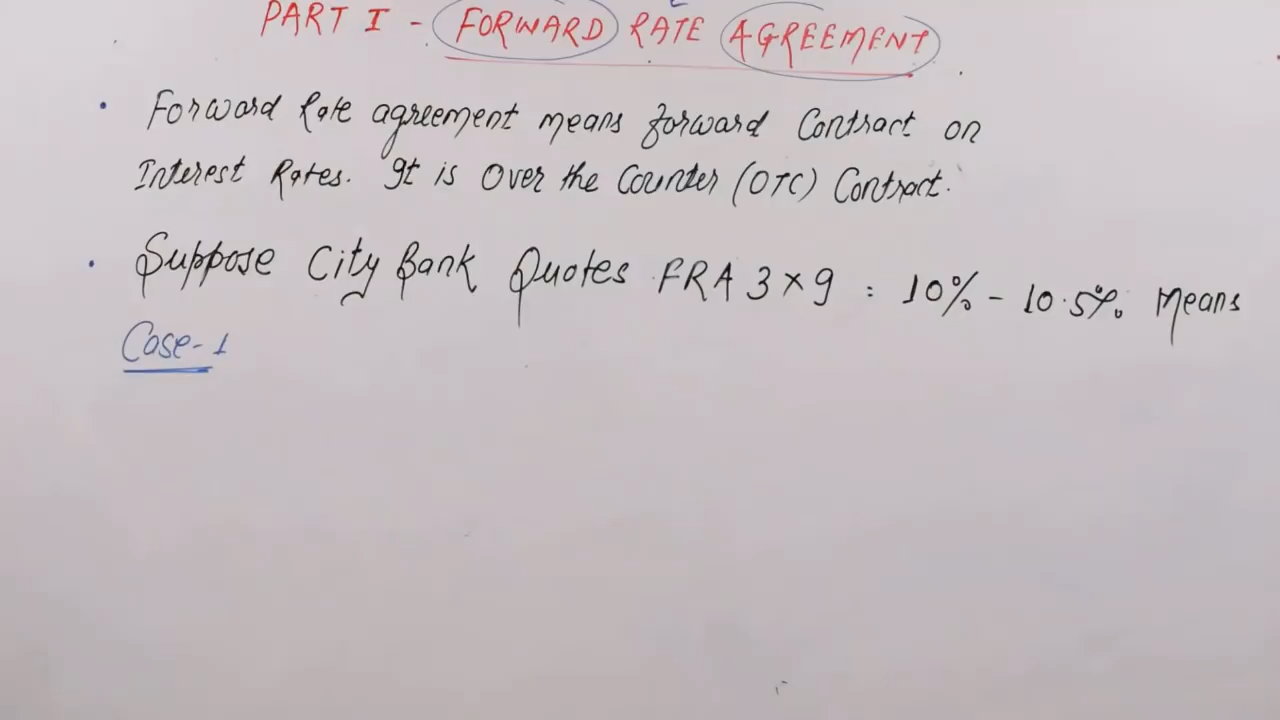 PART I - FORWARD RATE AGREEMENT
• Forward Rate agreement means forward Contract on
Interest Rates. It is Over the Counter (OTC) Contract.
• Suppose City Bank Quotes FRA 3×9 : 10% - 10.5% Means
Case-1